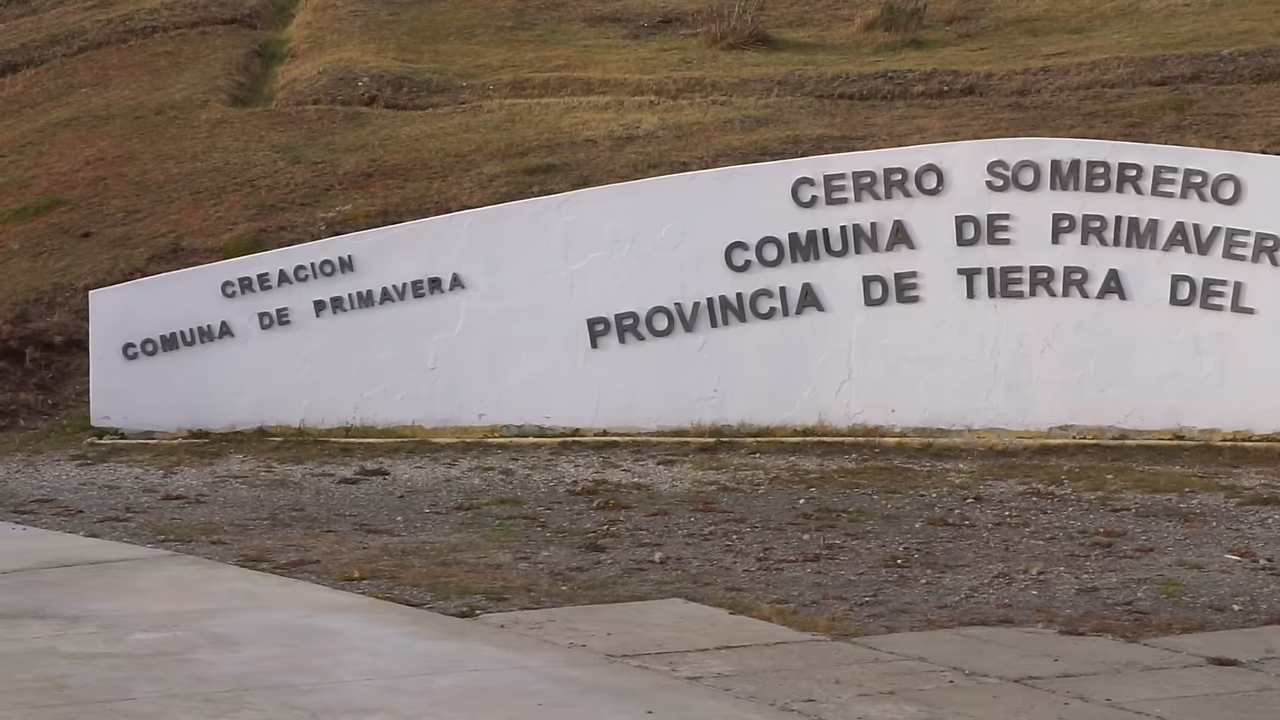 CREACION
COMUNA DE PRIMAVERA
CERRO SOMBRERO
COMUNA DE PRIMAVER
PROVINCIA DE TIERRA DEL